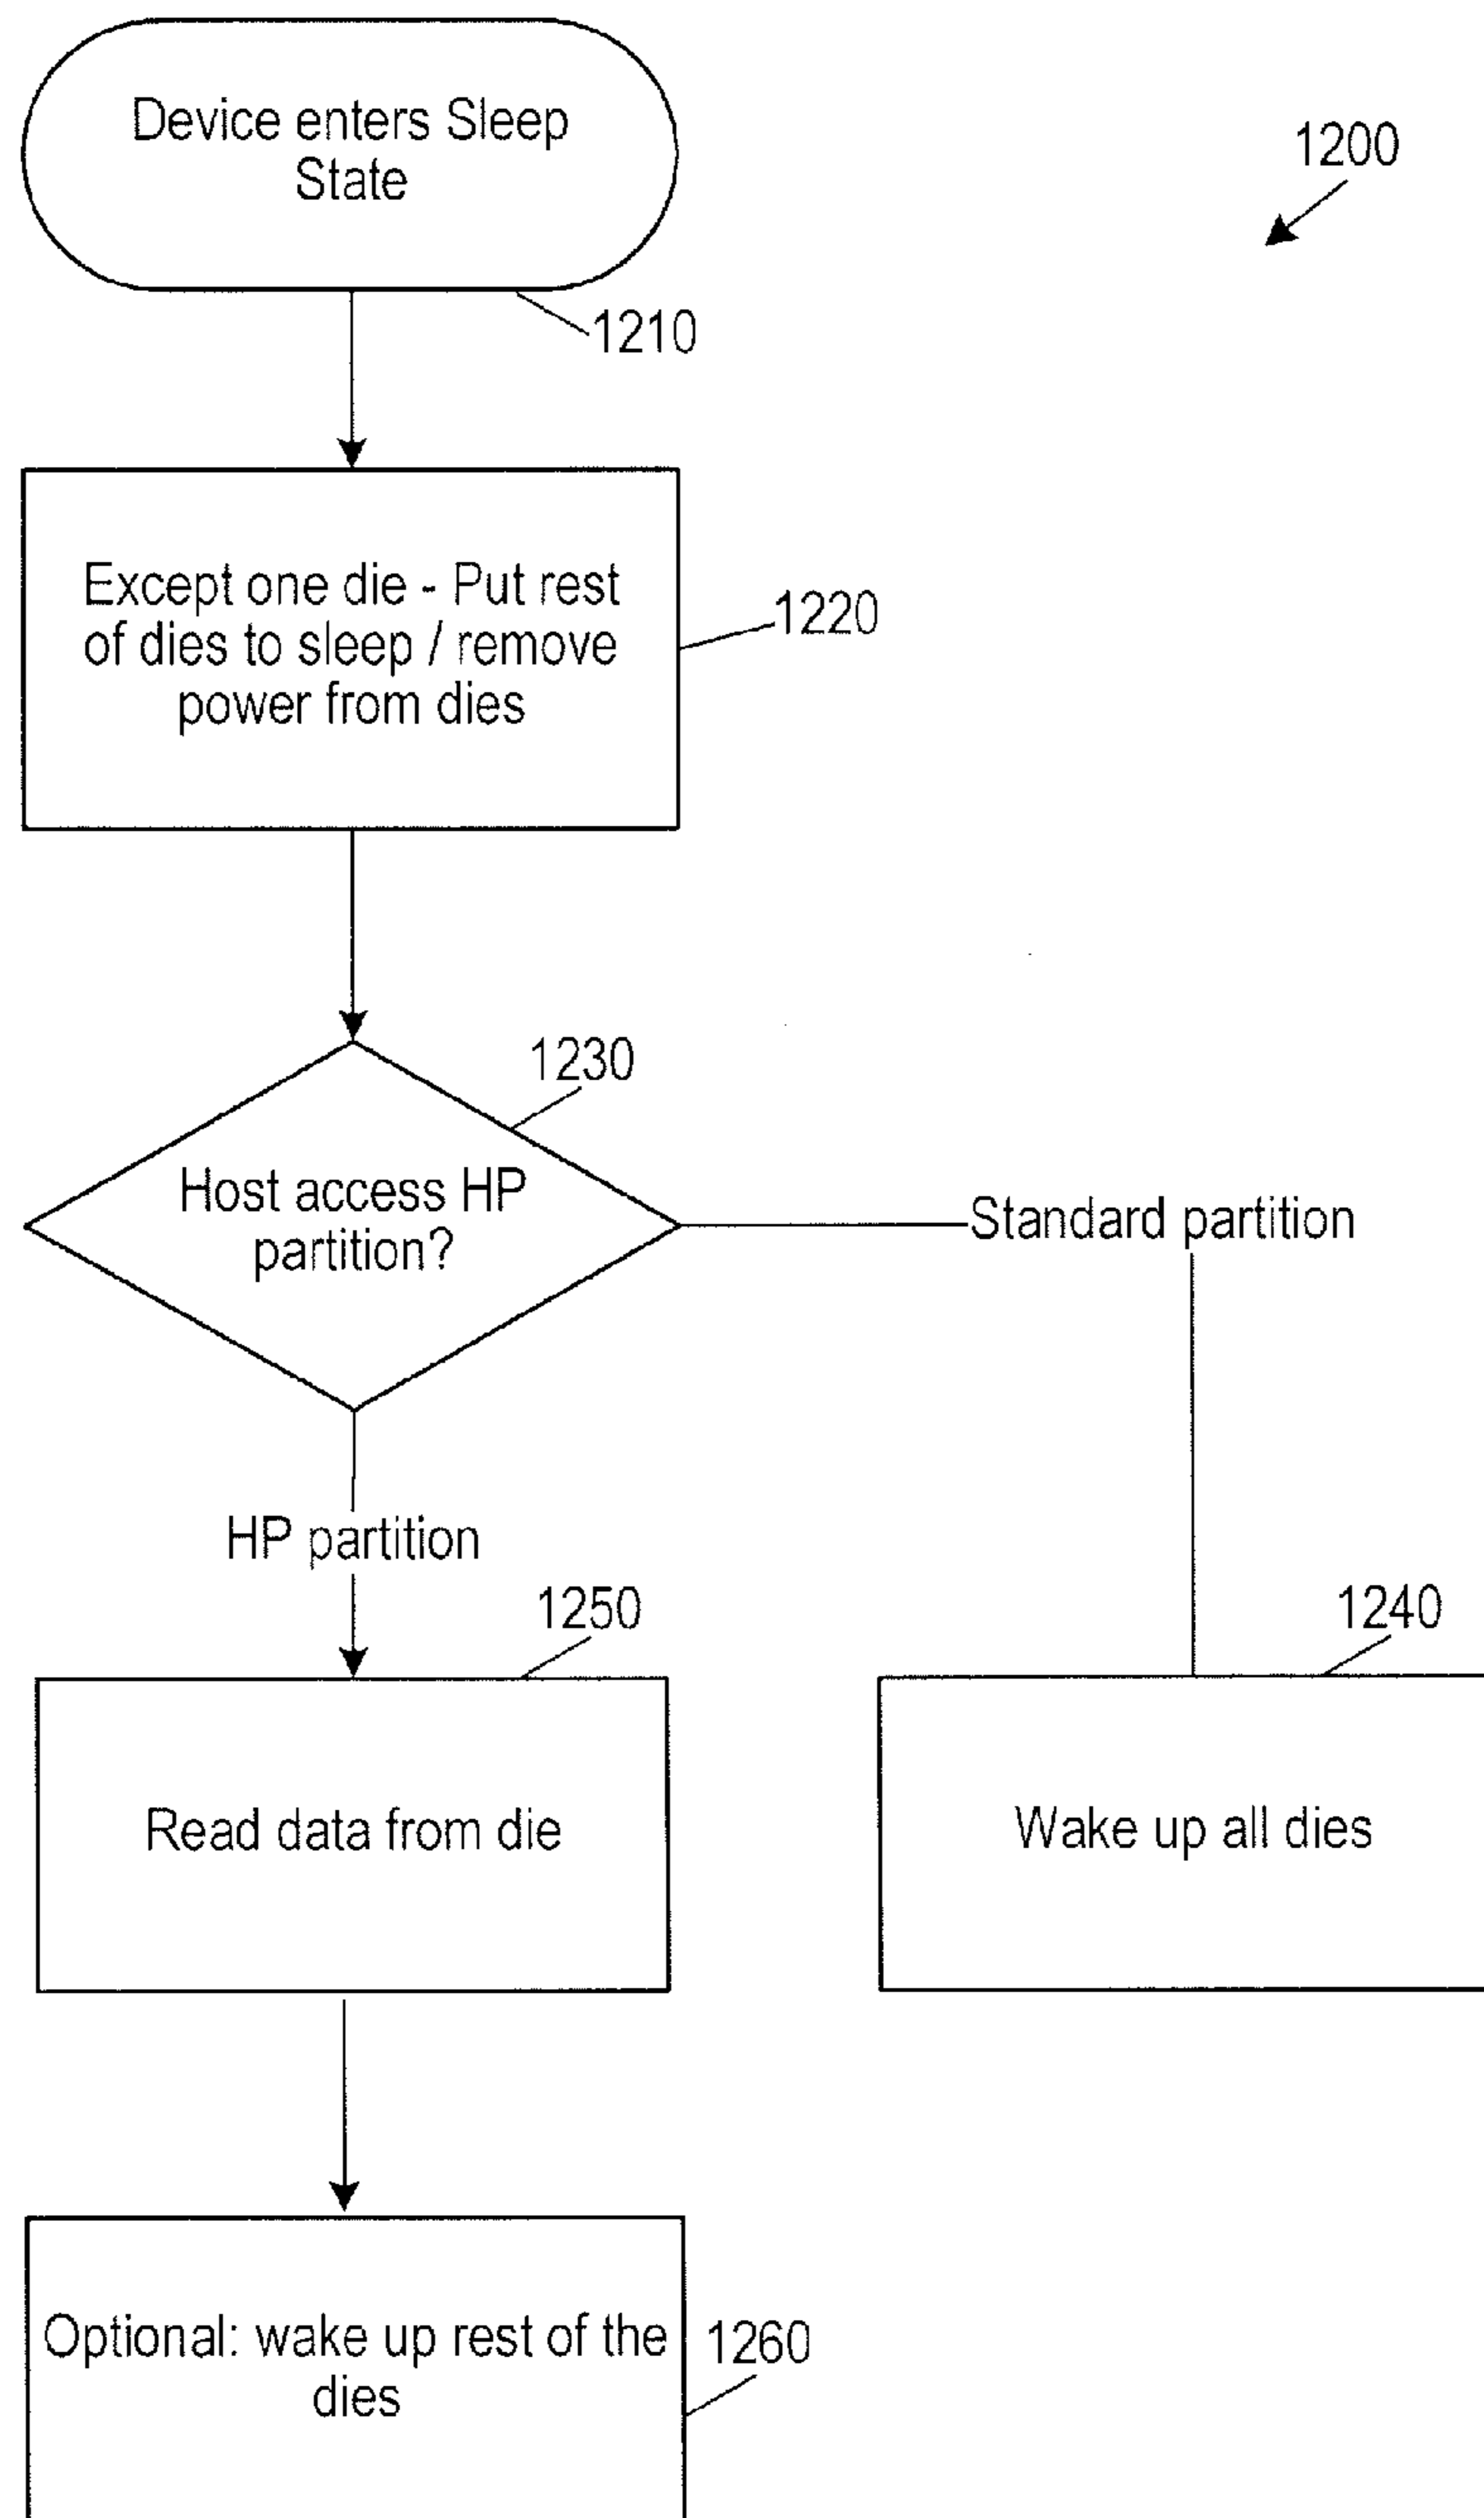 Device enters Sleep
State
1200
1210
Except one die - Put rest
of dies to sleep / remove
power from dies
1220
1230
Host access HP
partition?
Standard partition
HP partition
1250
1240
Read data from die
Wake up all dies
Optional: wake up rest of the
dies
1260